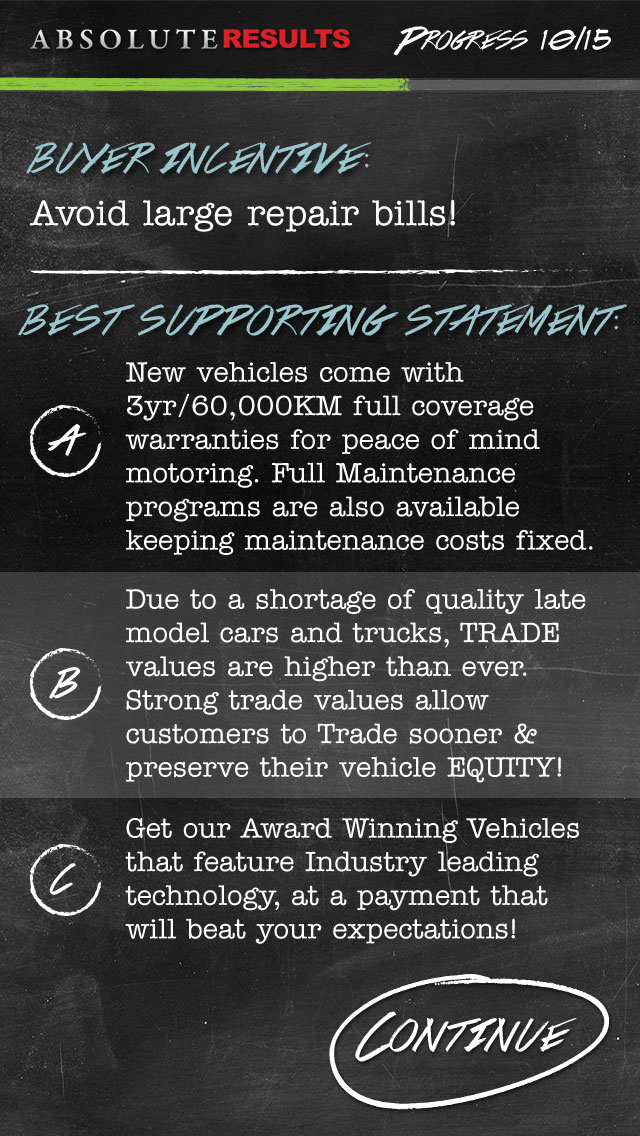 ABSOLUTERESULTS
PROGRESS 10/15
BUYER INCENTIVE:
Avoid large repair bills!
BEST SUPPORTING STATEMENT:
A
New vehicles come with
3yr/60,000KM full coverage
warranties for peace of mind
motoring. Full Maintenance
programs are also available
keeping maintenance costs fixed.
B
Due to a shortage of quality late
model cars and trucks, TRADE
values are higher than ever.
Strong trade values allow
customers to Trade sooner &
preserve their vehicle EQUITY!
C
Get our Award Winning Vehicles
that feature Industry leading
technology, at a payment that
will beat your expectations!
CONTINUE